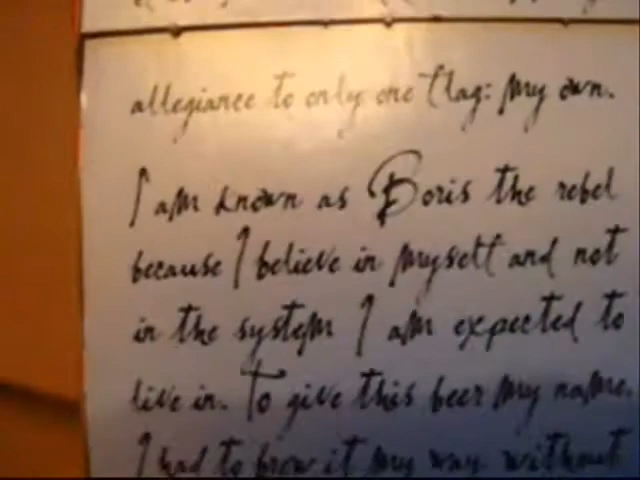 allegiance to only one flag: My own.
I am known as Boris the rebel
because I believe in myself and not
in the system I am expected to
live in. To give this beer my name,
I had to brew it my way without